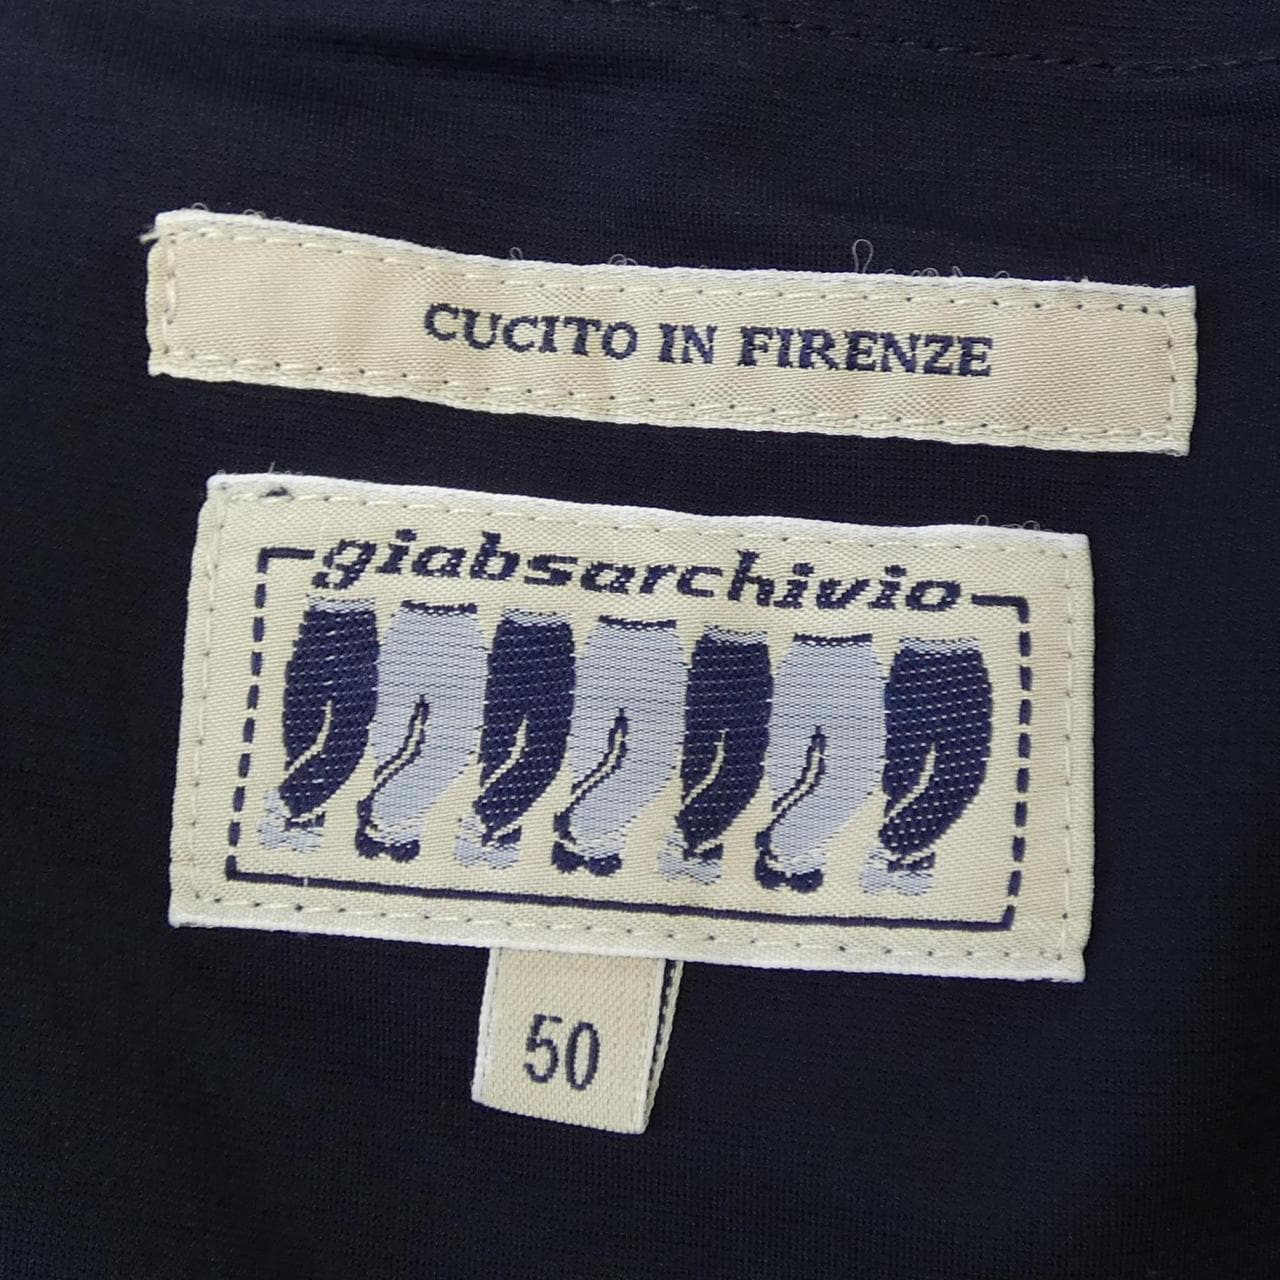 CUCITO IN FIRENZE
giabsarchivio
50